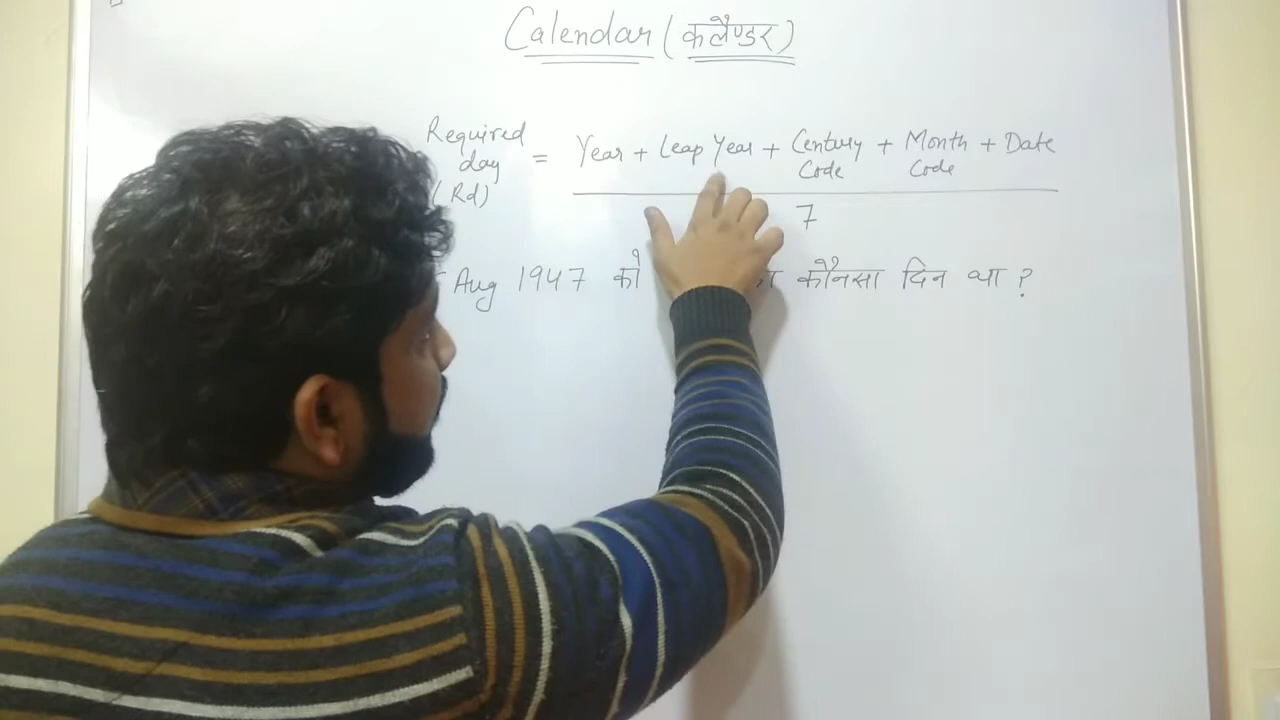 Calendar (कलैण्डर)
Required day (Rd) = Year + Leap Year + Century Code + Month Code + Date
7
Aug 1947 को कौनसा दिन था ?